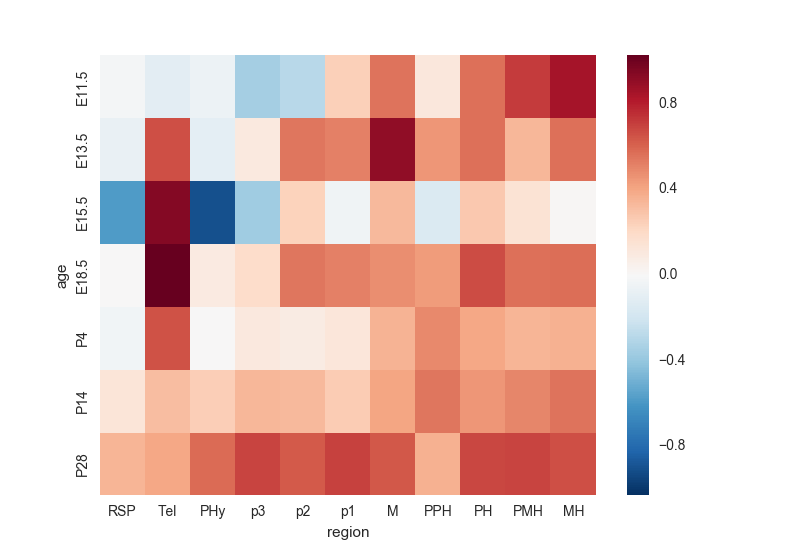 age
E11.5
E13.5
E15.5
E18.5
P4
P14
P28
RSP Tel PHy p3 p2 p1 M PPH PH PMH MH
region
0.8
0.4
0.0
−0.4
−0.8